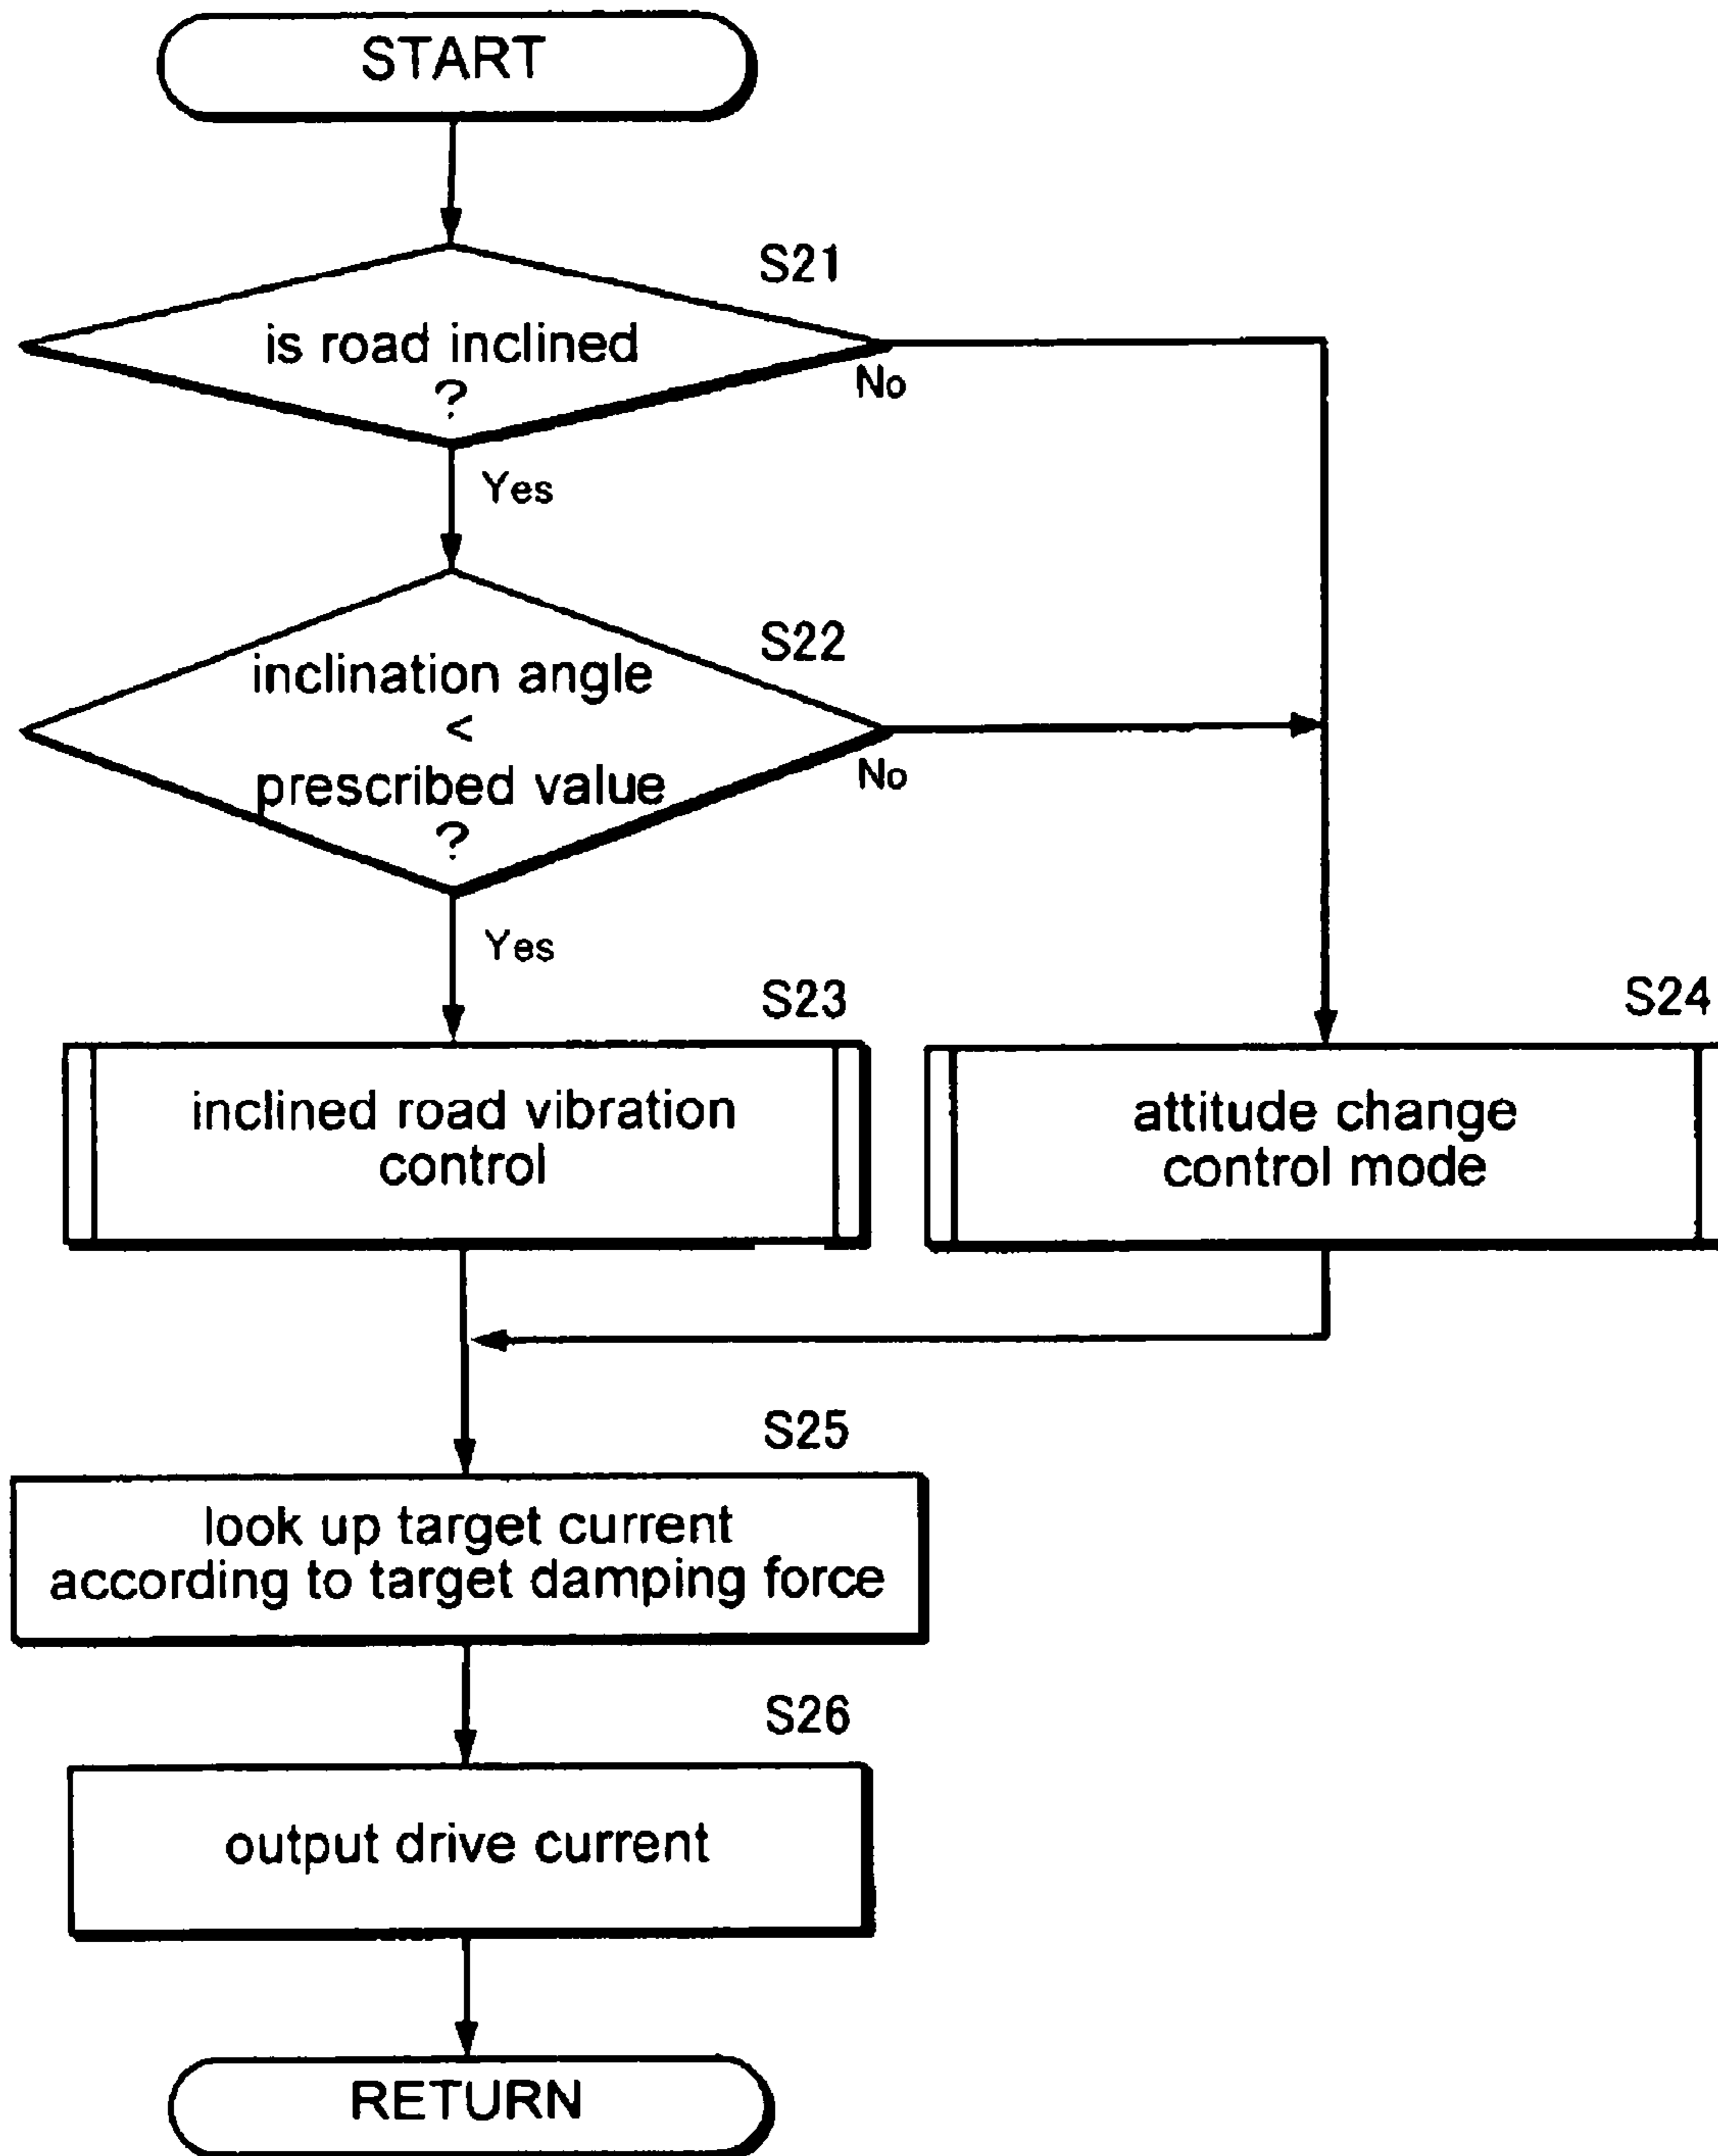 START
S21
is road inclined
?
No
Yes
S22
inclination angle
<
prescribed value
?
No
Yes
S23
inclined road vibration
control
S24
attitude change
control mode
S25
look up target current
according to target damping force
S26
output drive current
RETURN